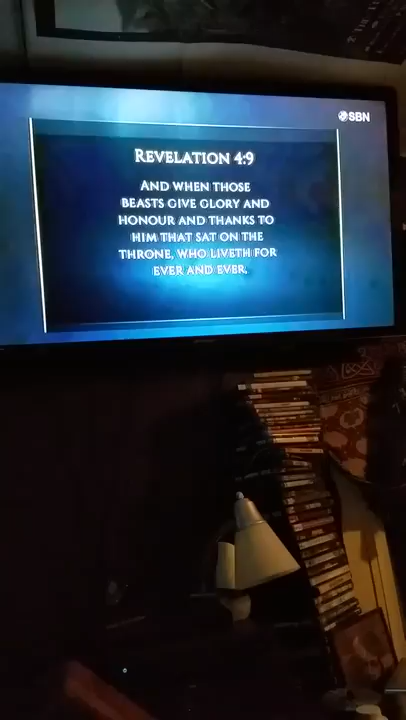 SBN
REVELATION 4:9
AND WHEN THOSE
BEASTS GIVE GLORY AND
HONOUR AND THANKS TO
HIM THAT SAT ON THE
THRONE, WHO LIVETH FOR
EVER AND EVER,